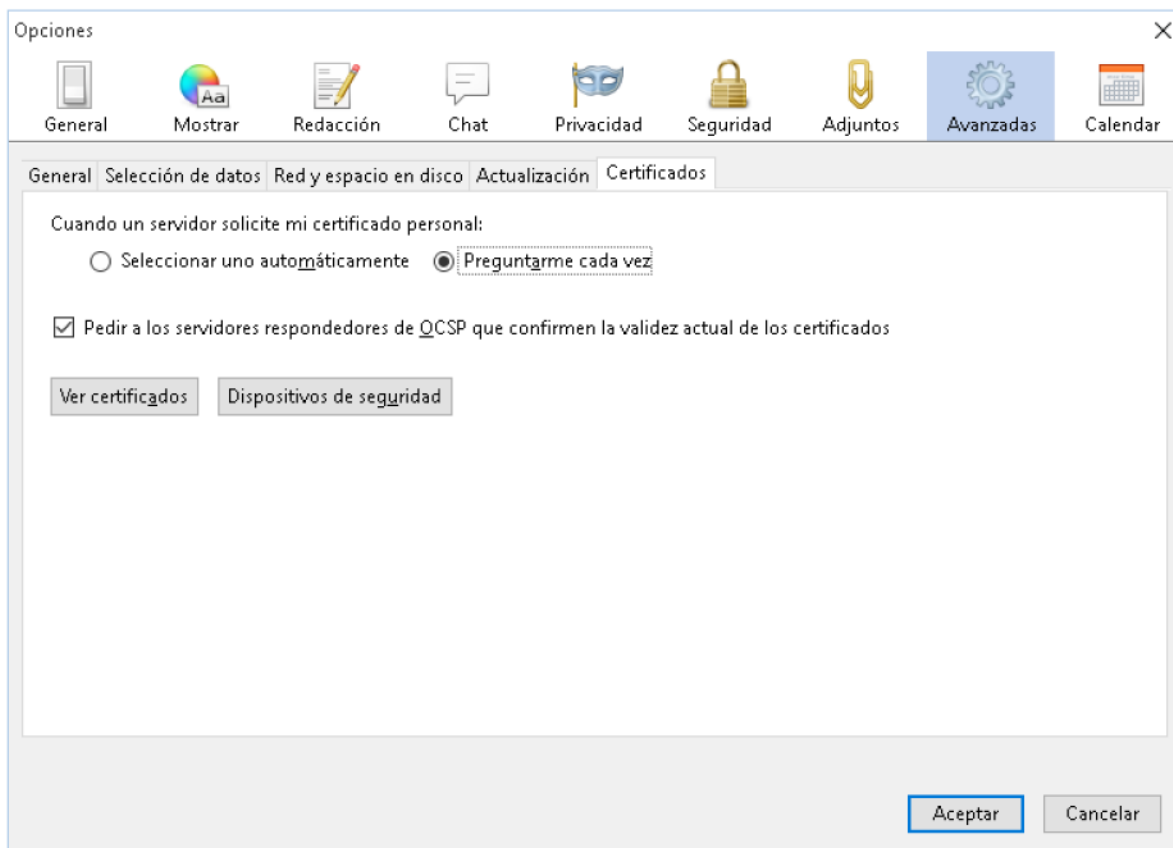 Opciones
Aa
General Mostrar Redacción Chat Privacidad Seguridad Adjuntos Avanzadas Calendar
General Selección de datos Red y espacio en disco Actualización Certificados
Cuando un servidor solicite mi certificado personal:
Seleccionar uno automáticamente Preguntarme cada vez
Pedir a los servidores respondedores de OCSP que confirmen la validez actual de los certificados
Ver certificados Dispositivos de seguridad
Aceptar Cancelar